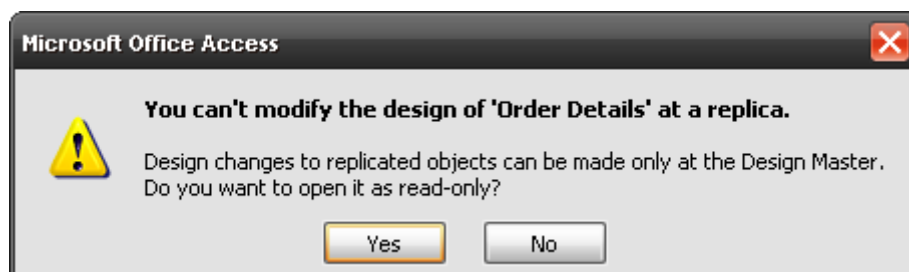 Microsoft Office Access
You can't modify the design of 'Order Details' at a replica.
Design changes to replicated objects can be made only at the Design Master.
Do you want to open it as read-only?
Yes No